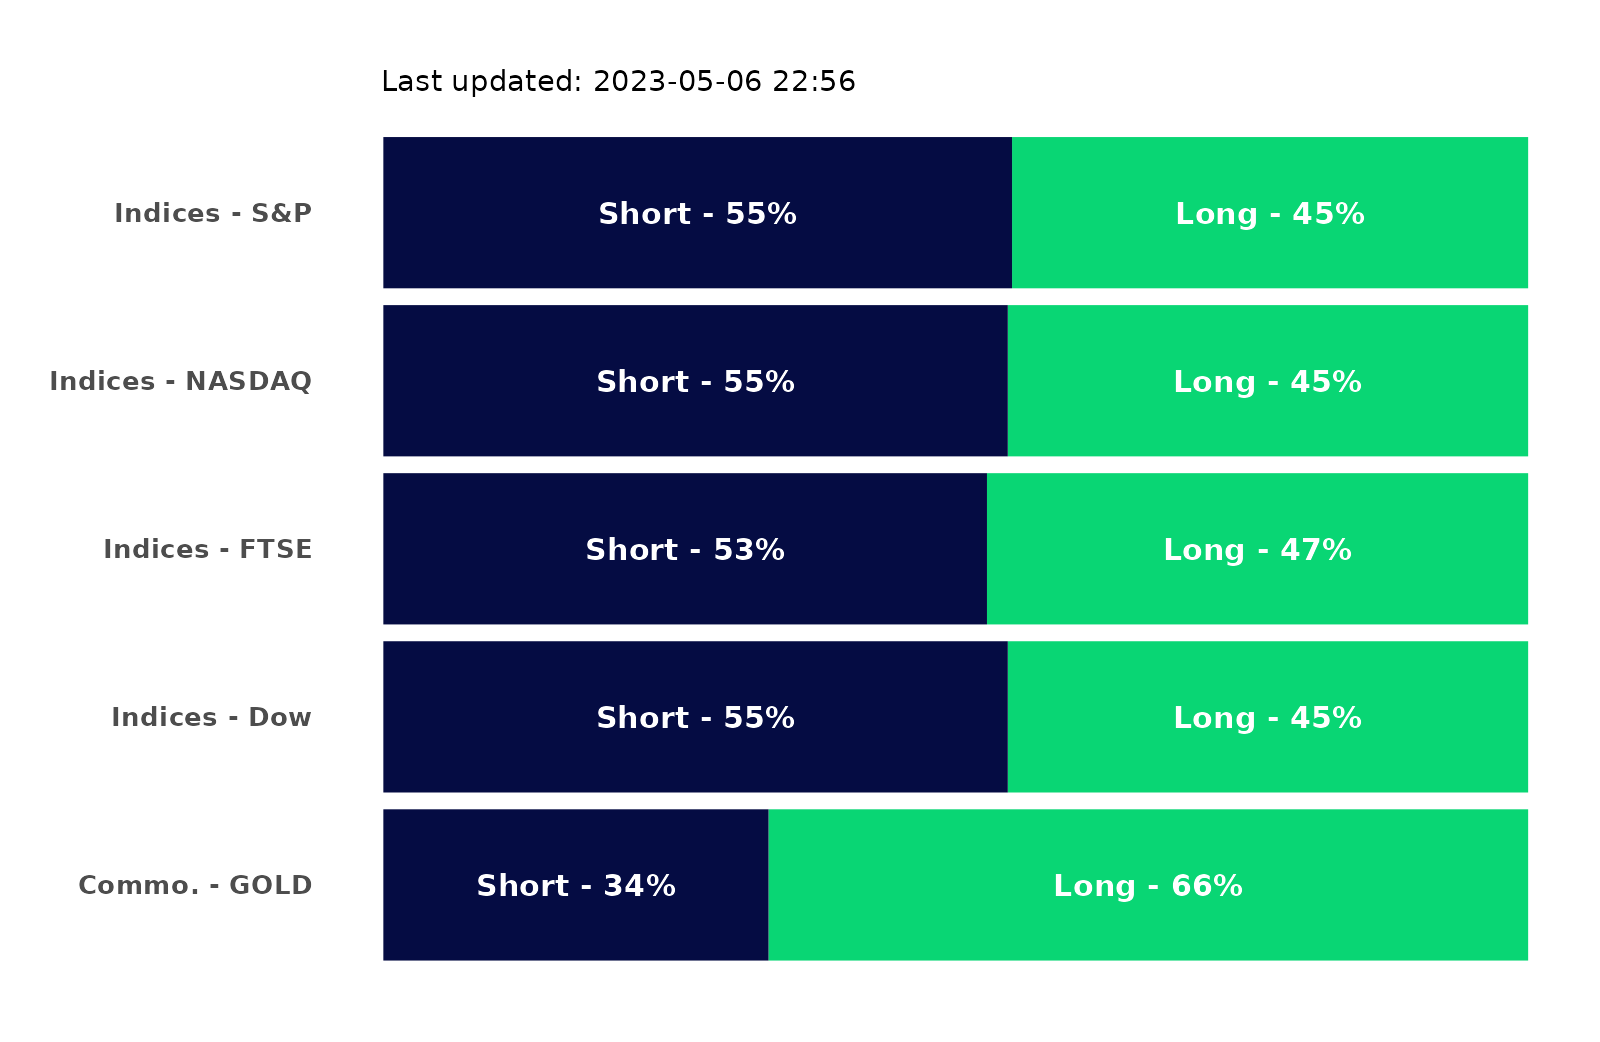 Last updated: 2023-05-06 22:56
Indices - S&P
Short - 55%
Long - 45%
Indices - NASDAQ
Short - 55%
Long - 45%
Indices - FTSE
Short - 53%
Long - 47%
Indices - Dow
Short - 55%
Long - 45%
Commo. - GOLD
Short - 34%
Long - 66%